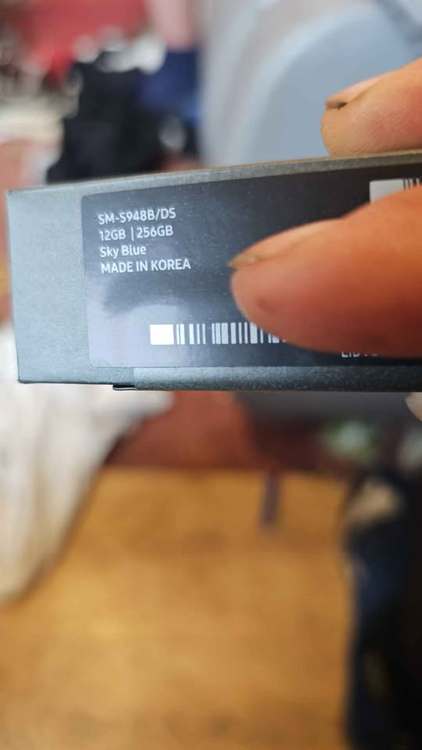 SM-S948B/DS
12GB | 256GB
Sky Blue
MADE IN KOREA